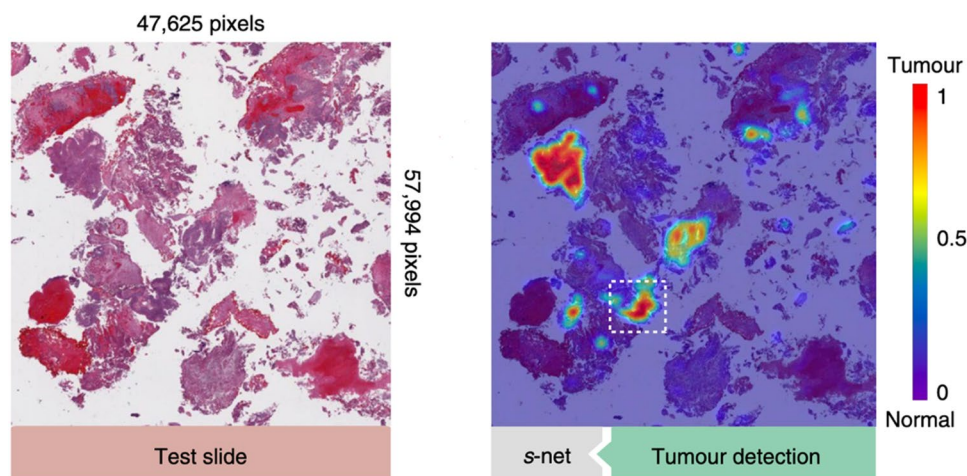 47,625 pixels
57,994 pixels
Test slide
Tumour
1
0.5
0
Normal
s-net
Tumour detection